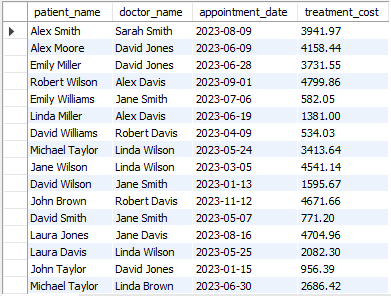 patient_name doctor_name appointment_date treatment_cost
Alex Smith Sarah Smith 2023-08-09 3941.97
Alex Moore David Jones 2023-06-09 4158.44
Emily Miller David Jones 2023-06-28 3731.55
Robert Wilson Alex Davis 2023-09-01 4799.86
Emily Williams Jane Smith 2023-07-06 582.05
Linda Miller Alex Davis 2023-06-19 1381.00
David Williams Robert Davis 2023-04-09 534.03
Michael Taylor Linda Wilson 2023-05-24 3413.64
Jane Wilson Linda Wilson 2023-03-05 4541.14
David Wilson Jane Smith 2023-01-13 1595.67
John Brown Robert Davis 2023-11-12 4671.66
David Smith Jane Smith 2023-05-07 771.20
Laura Jones Jane Davis 2023-08-16 4704.96
Laura Davis Linda Wilson 2023-05-25 2082.30
John Taylor David Jones 2023-01-15 956.39
Michael Taylor Linda Brown 2023-06-30 2686.42